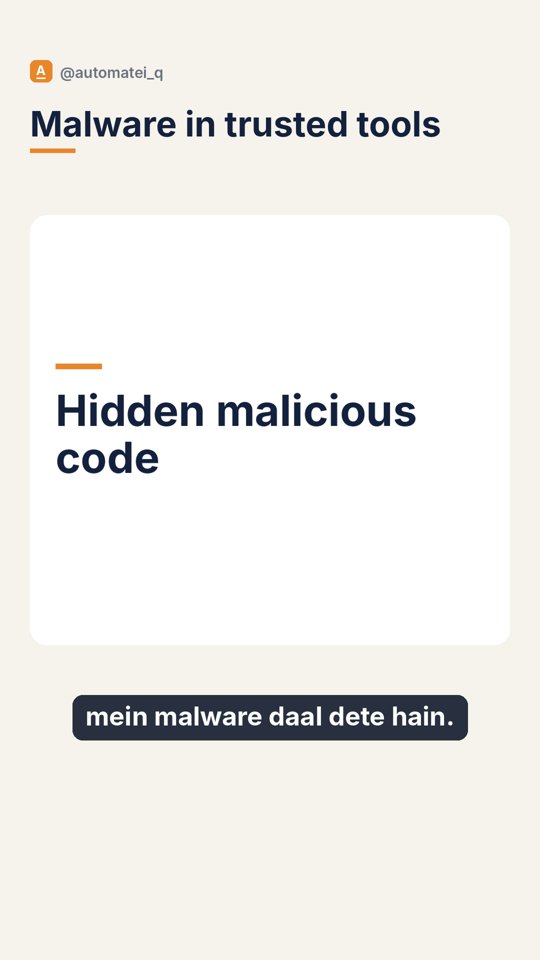 A @automatei_q
Malware in trusted tools
Hidden malicious
code
mein malware daal dete hain.